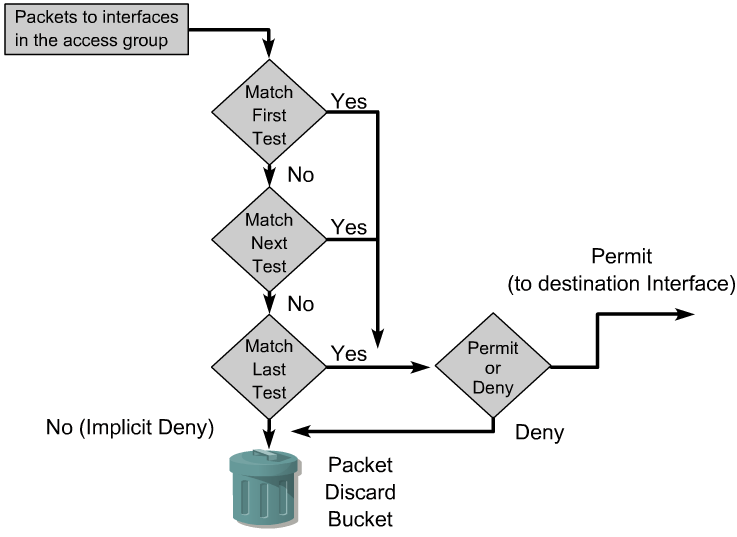 Packets to interfaces
in the access group
Match
First
Test
Yes
No
Match
Next
Test
Yes
No
Match
Last
Test
Yes
Permit
or
Deny
Permit
(to destination Interface)
No (Implicit Deny)
Deny
Packet
Discard
Bucket